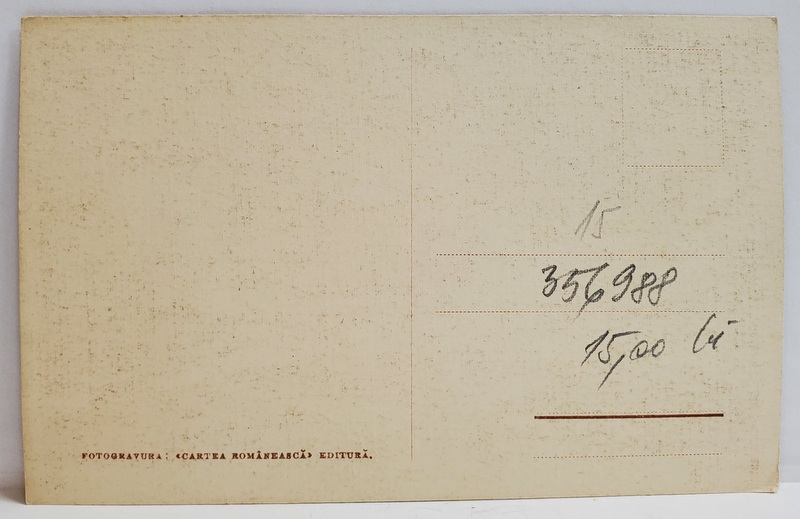 15
356988
15,00 lei
FOTOGRAVURA: «CARTEA ROMÂNEASCĂ» EDITURĂ.